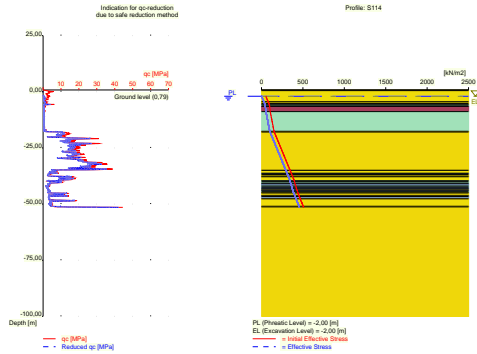 Indication for qc-reduction
due to safe reduction method
Profile: S114
25,00
qc [MPa]
[kN/m2]
PL
0 500 1000 1500 2000 2500
0,00
10 20 30 40 50 60 70
Ground level (0,79)
EL
-25,00
-50,00
-75,00
-100,00
Depth [m]
PL (Phreatic Level) = -2,00 [m]
EL (Excavation Level) = -2,00 [m]
qc [MPa]
= Initial Effective Stress
Reduced qc [MPa]
= Effective Stress